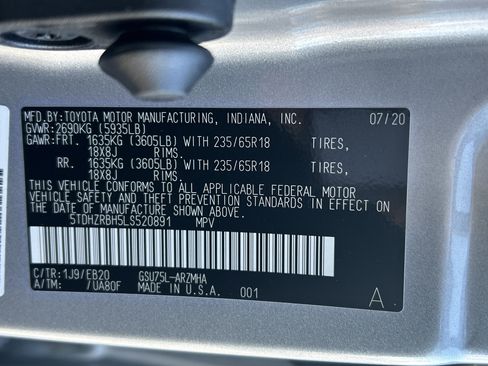 MFD.BY:TOYOTA MOTOR MANUFACTURING, INDIANA, INC. 07/20
GVWR:2690KG (5935LB)
GAWR:FRT. 1635KG (3605LB) WITH 235/65R18 TIRES,
18X8J RIMS.
RR. 1635KG (3605LB) WITH 235/65R18 TIRES,
18X8J RIMS.
THIS VEHICLE CONFORMS TO ALL APPLICABLE FEDERAL MOTOR
VEHICLE SAFETY AND THEFT PREVENTION STANDARDS IN EFFECT
ON THE DATE OF MANUFACTURE SHOWN ABOVE.
5TDHZRBH5LS520891 MPV
C/TR:1J9/EB20 GSU75L-ARZMHA
A/TM: /UA80F MADE IN U.S.A. 001 A